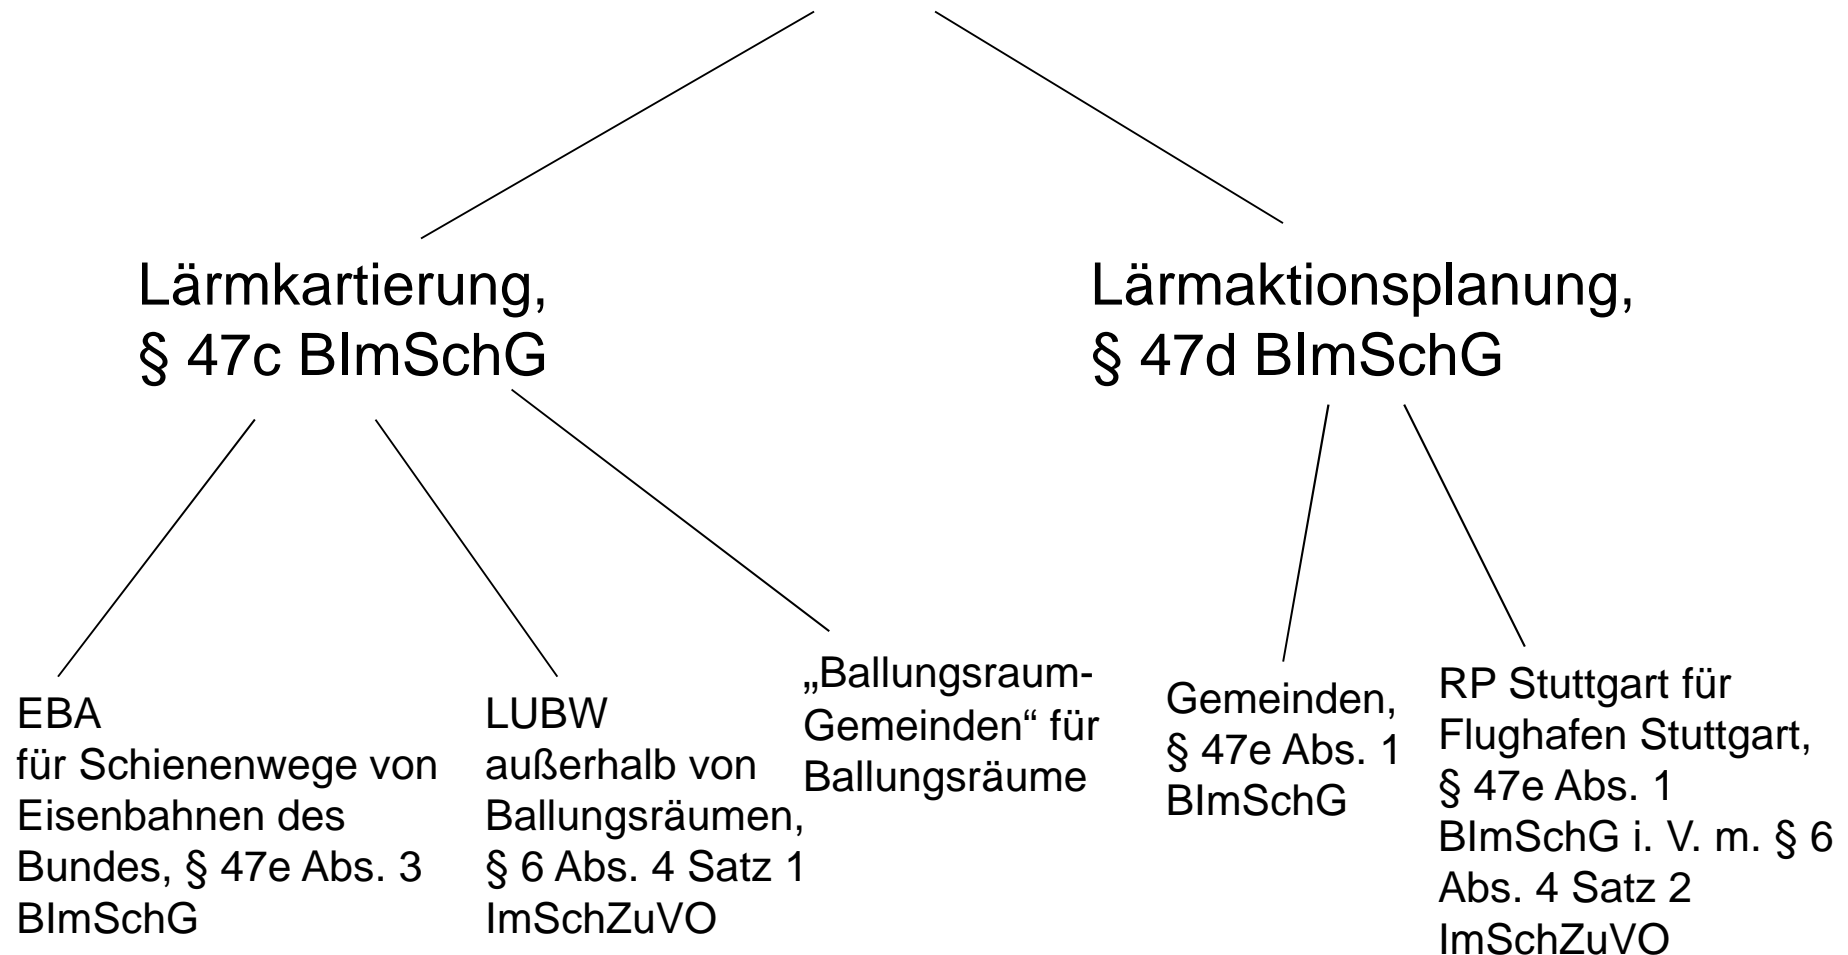 Lärmkartierung,
§ 47c BImSchG
Lärmaktionsplanung,
§ 47d BImSchG
EBA
für Schienenwege von
Eisenbahnen des
Bundes, § 47e Abs. 3
BImSchG
LUBW
außerhalb von
Ballungsräumen,
§ 6 Abs. 4 Satz 1
ImSchZuVO
„Ballungsraum-
Gemeinden“ für
Ballungsräume
Gemeinden,
§ 47e Abs. 1
BImSchG
RP Stuttgart für
Flughafen Stuttgart,
§ 47e Abs. 1
BImSchG i. V. m. § 6
Abs. 4 Satz 2
ImSchZuVO